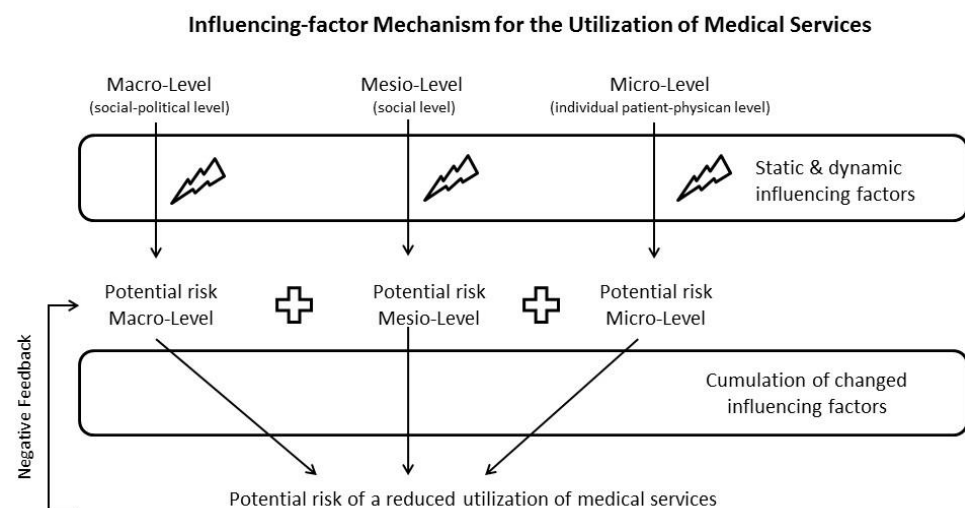 Influencing-factor Mechanism for the Utilization of Medical Services
Macro-Level
(social-political level)
Mesio-Level
(social level)
Micro-Level
(individual patient-physican level)
Static & dynamic
influencing factors
Potential risk
Macro-Level
Potential risk
Mesio-Level
Potential risk
Micro-Level
Negative Feedback
Cumulation of changed
influencing factors
Potential risk of a reduced utilization of medical services